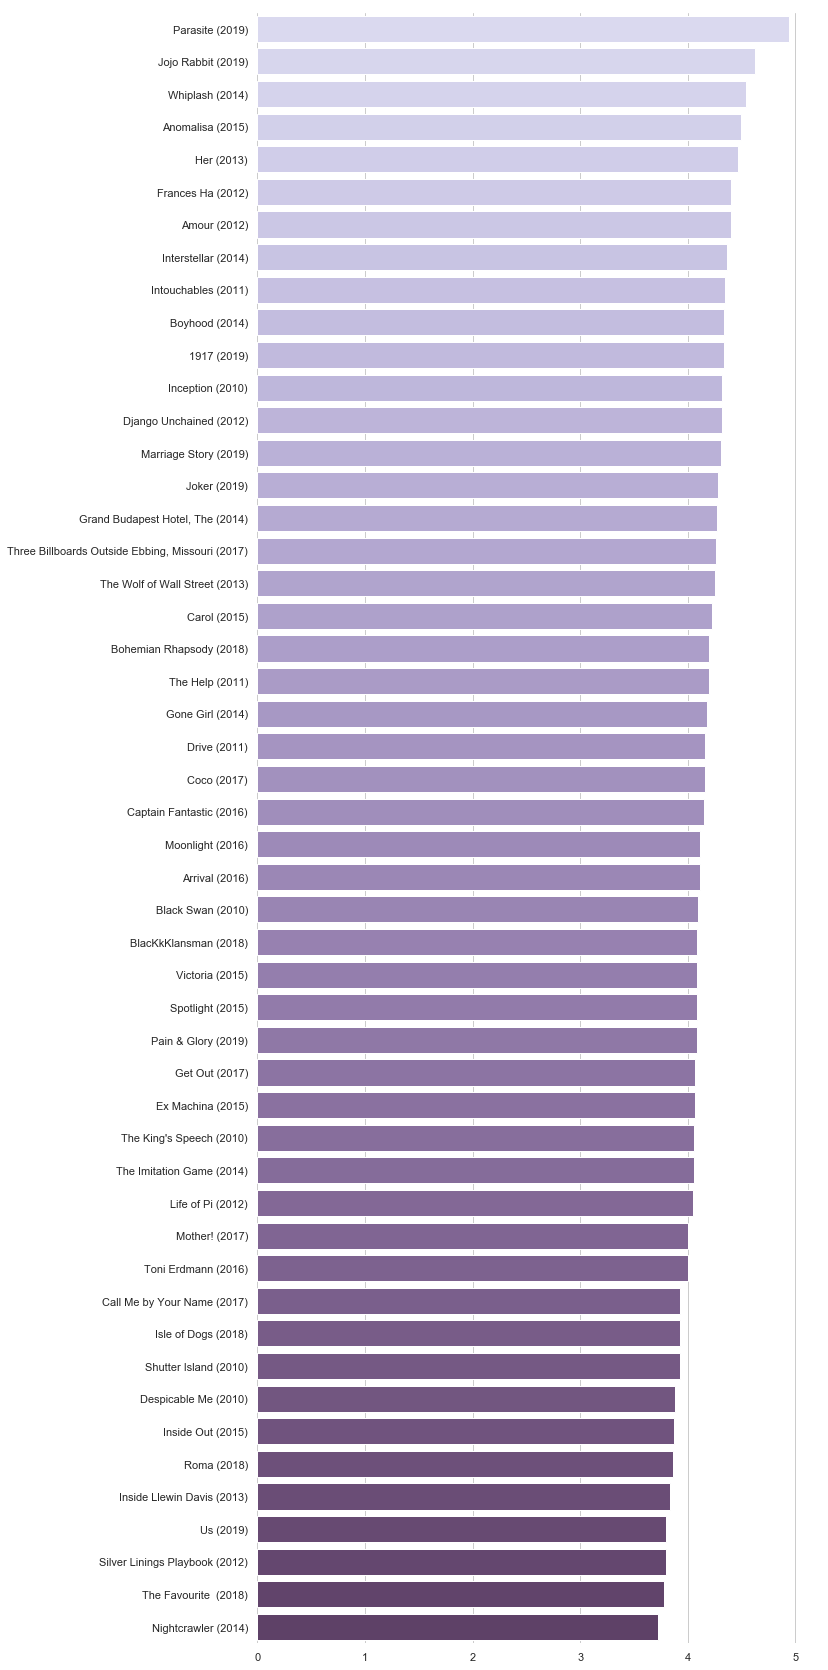 Parasite (2019)
Jojo Rabbit (2019)
Whiplash (2014)
Anomalisa (2015)
Her (2013)
Frances Ha (2012)
Amour (2012)
Interstellar (2014)
Intouchables (2011)
Boyhood (2014)
1917 (2019)
Inception (2010)
Django Unchained (2012)
Marriage Story (2019)
Joker (2019)
Grand Budapest Hotel, The (2014)
Three Billboards Outside Ebbing, Missouri (2017)
The Wolf of Wall Street (2013)
Carol (2015)
Bohemian Rhapsody (2018)
The Help (2011)
Gone Girl (2014)
Drive (2011)
Coco (2017)
Captain Fantastic (2016)
Moonlight (2016)
Arrival (2016)
Black Swan (2010)
BlacKkKlansman (2018)
Victoria (2015)
Spotlight (2015)
Pain & Glory (2019)
Get Out (2017)
Ex Machina (2015)
The King's Speech (2010)
The Imitation Game (2014)
Life of Pi (2012)
Mother! (2017)
Toni Erdmann (2016)
Call Me by Your Name (2017)
Isle of Dogs (2018)
Shutter Island (2010)
Despicable Me (2010)
Inside Out (2015)
Roma (2018)
Inside Llewin Davis (2013)
Us (2019)
Silver Linings Playbook (2012)
The Favourite  (2018)
Nightcrawler (2014)
0 1 2 3 4 5